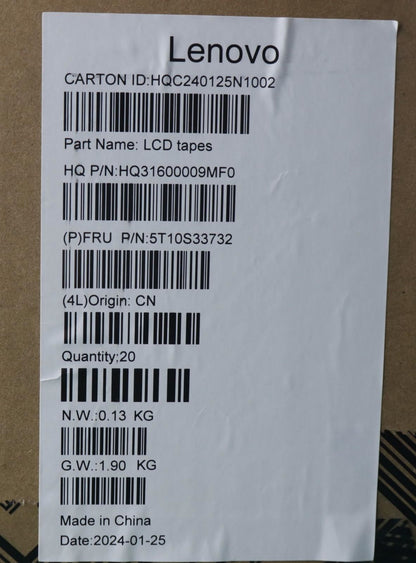 Lenovo
CARTON ID:HQC240125N1002
Part Name: LCD tapes
HQ P/N:HQ31600009MF0
(P)FRU P/N:5T10S33732
(4L)Origin: CN
Quantity;20
N.W.:0.13 KG
G.W.:1.90 KG
Made in China
Date:2024-01-25